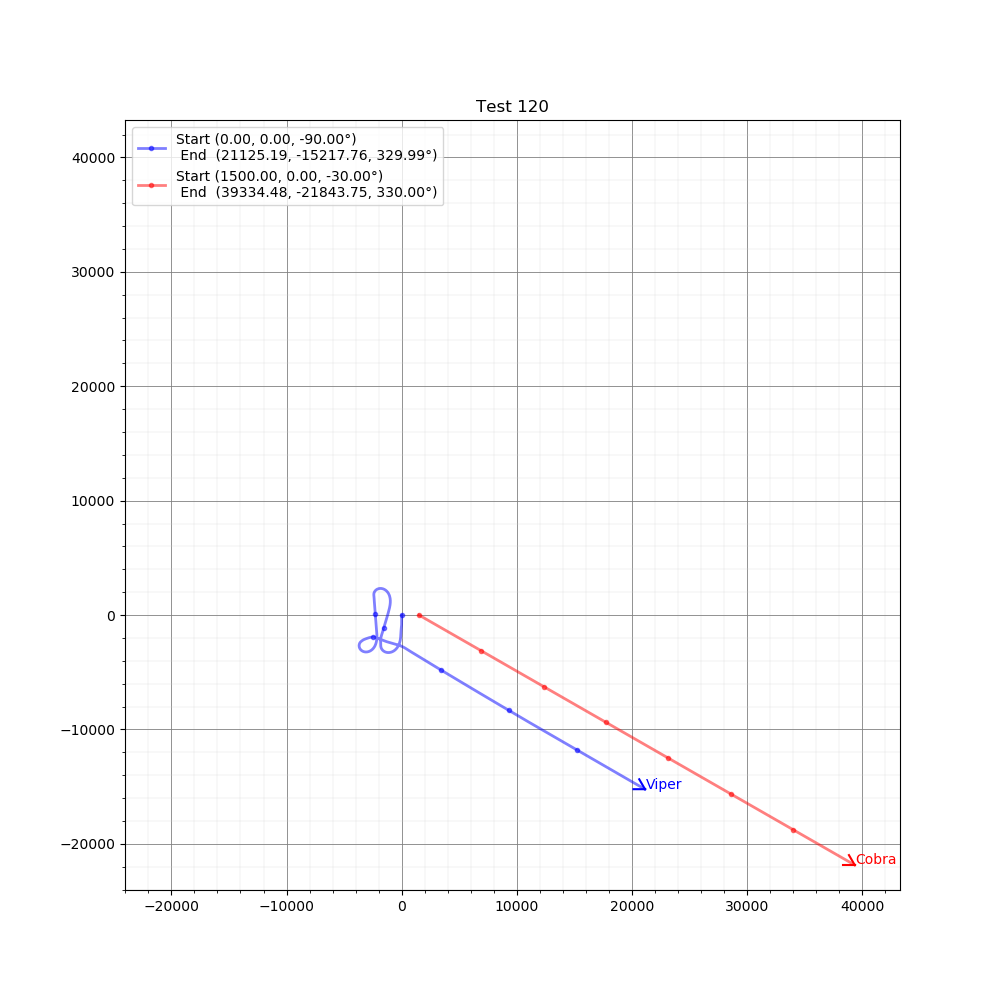 Test 120
Start (0.00, 0.00, -90.00°)
End  (21125.19, -15217.76, 329.99°)
Start (1500.00, 0.00, -30.00°)
End  (39334.48, -21843.75, 330.00°)
40000
30000
20000
10000
0
−10000
−20000
Viper
Cobra
−20000 −10000 0 10000 20000 30000 40000